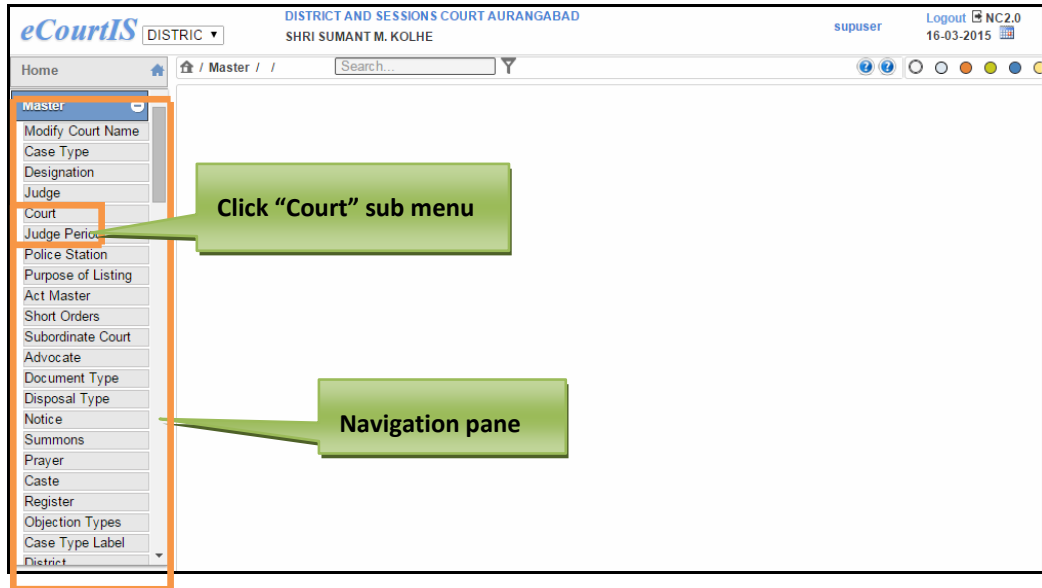 eCourtIS DISTRIC
DISTRICT AND SESSIONS COURT AURANGABAD
SHRI SUMANT M. KOLHE
supuser
Logout NC2.0
16-03-2015
Home
/ Master / /
Search...
Master
Modify Court Name
Case Type
Designation
Judge
Court
Judge Period
Police Station
Purpose of Listing
Act Master
Short Orders
Subordinate Court
Advocate
Document Type
Disposal Type
Notice
Summons
Prayer
Caste
Register
Objection Types
Case Type Label
District
Click “Court” sub menu
Navigation pane